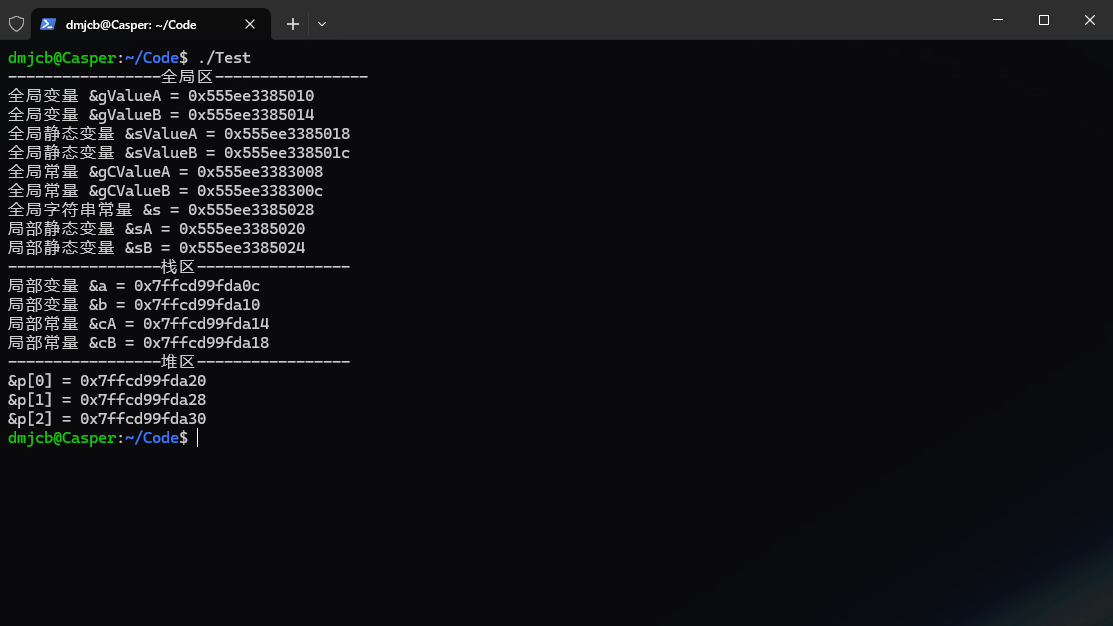 dmjcb@Casper: ~/Code
dmjcb@Casper:~/Code$ ./Test
-----------------全局区-----------------
全局变量 &gValueA = 0x555ee3385010
全局变量 &gValueB = 0x555ee3385014
全局静态变量 &sValueA = 0x555ee3385018
全局静态变量 &sValueB = 0x555ee338501c
全局常量 &gCValueA = 0x555ee3383008
全局常量 &gCValueB = 0x555ee338300c
全局字符串常量 &s = 0x555ee3385028
局部静态变量 &sA = 0x555ee3385020
局部静态变量 &sB = 0x555ee3385024
-----------------栈区-----------------
局部变量 &a = 0x7ffcd99fda0c
局部变量 &b = 0x7ffcd99fda10
局部常量 &cA = 0x7ffcd99fda14
局部常量 &cB = 0x7ffcd99fda18
-----------------堆区-----------------
&p[0] = 0x7ffcd99fda20
&p[1] = 0x7ffcd99fda28
&p[2] = 0x7ffcd99fda30
dmjcb@Casper:~/Code$